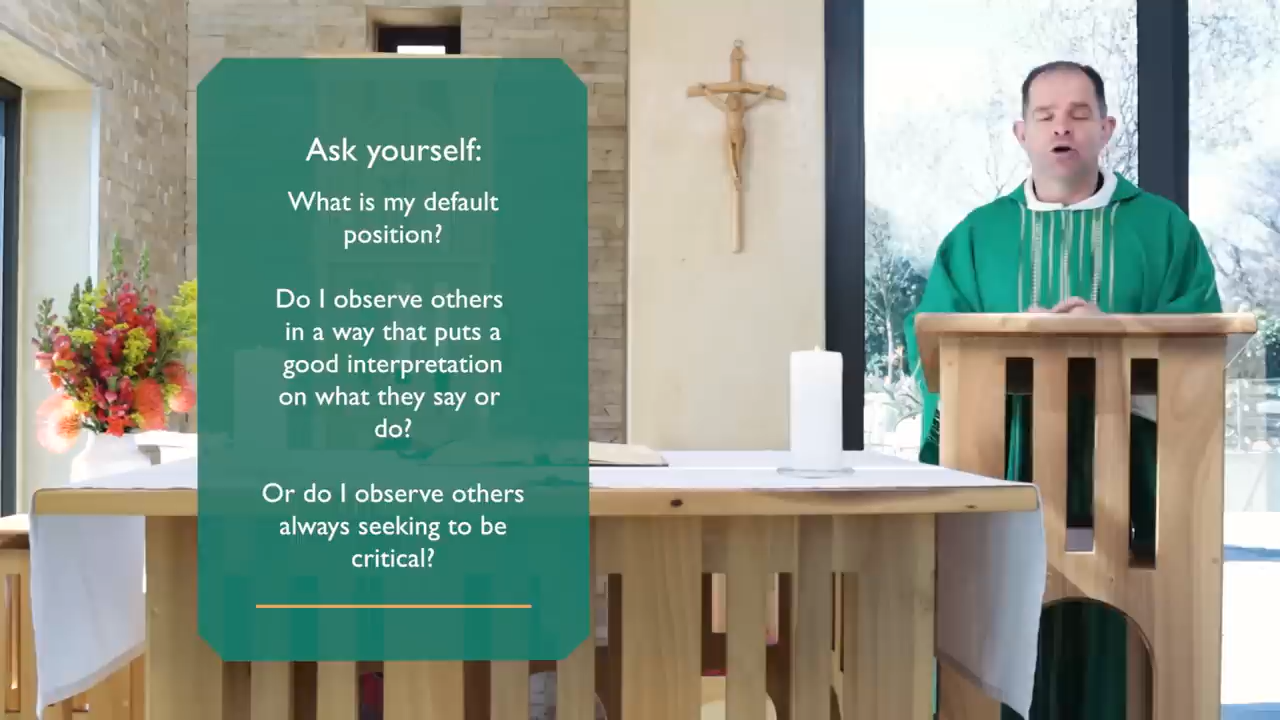 Ask yourself:
What is my default
position?
Do I observe others
in a way that puts a
good interpretation
on what they say or
do?
Or do I observe others
always seeking to be
critical?